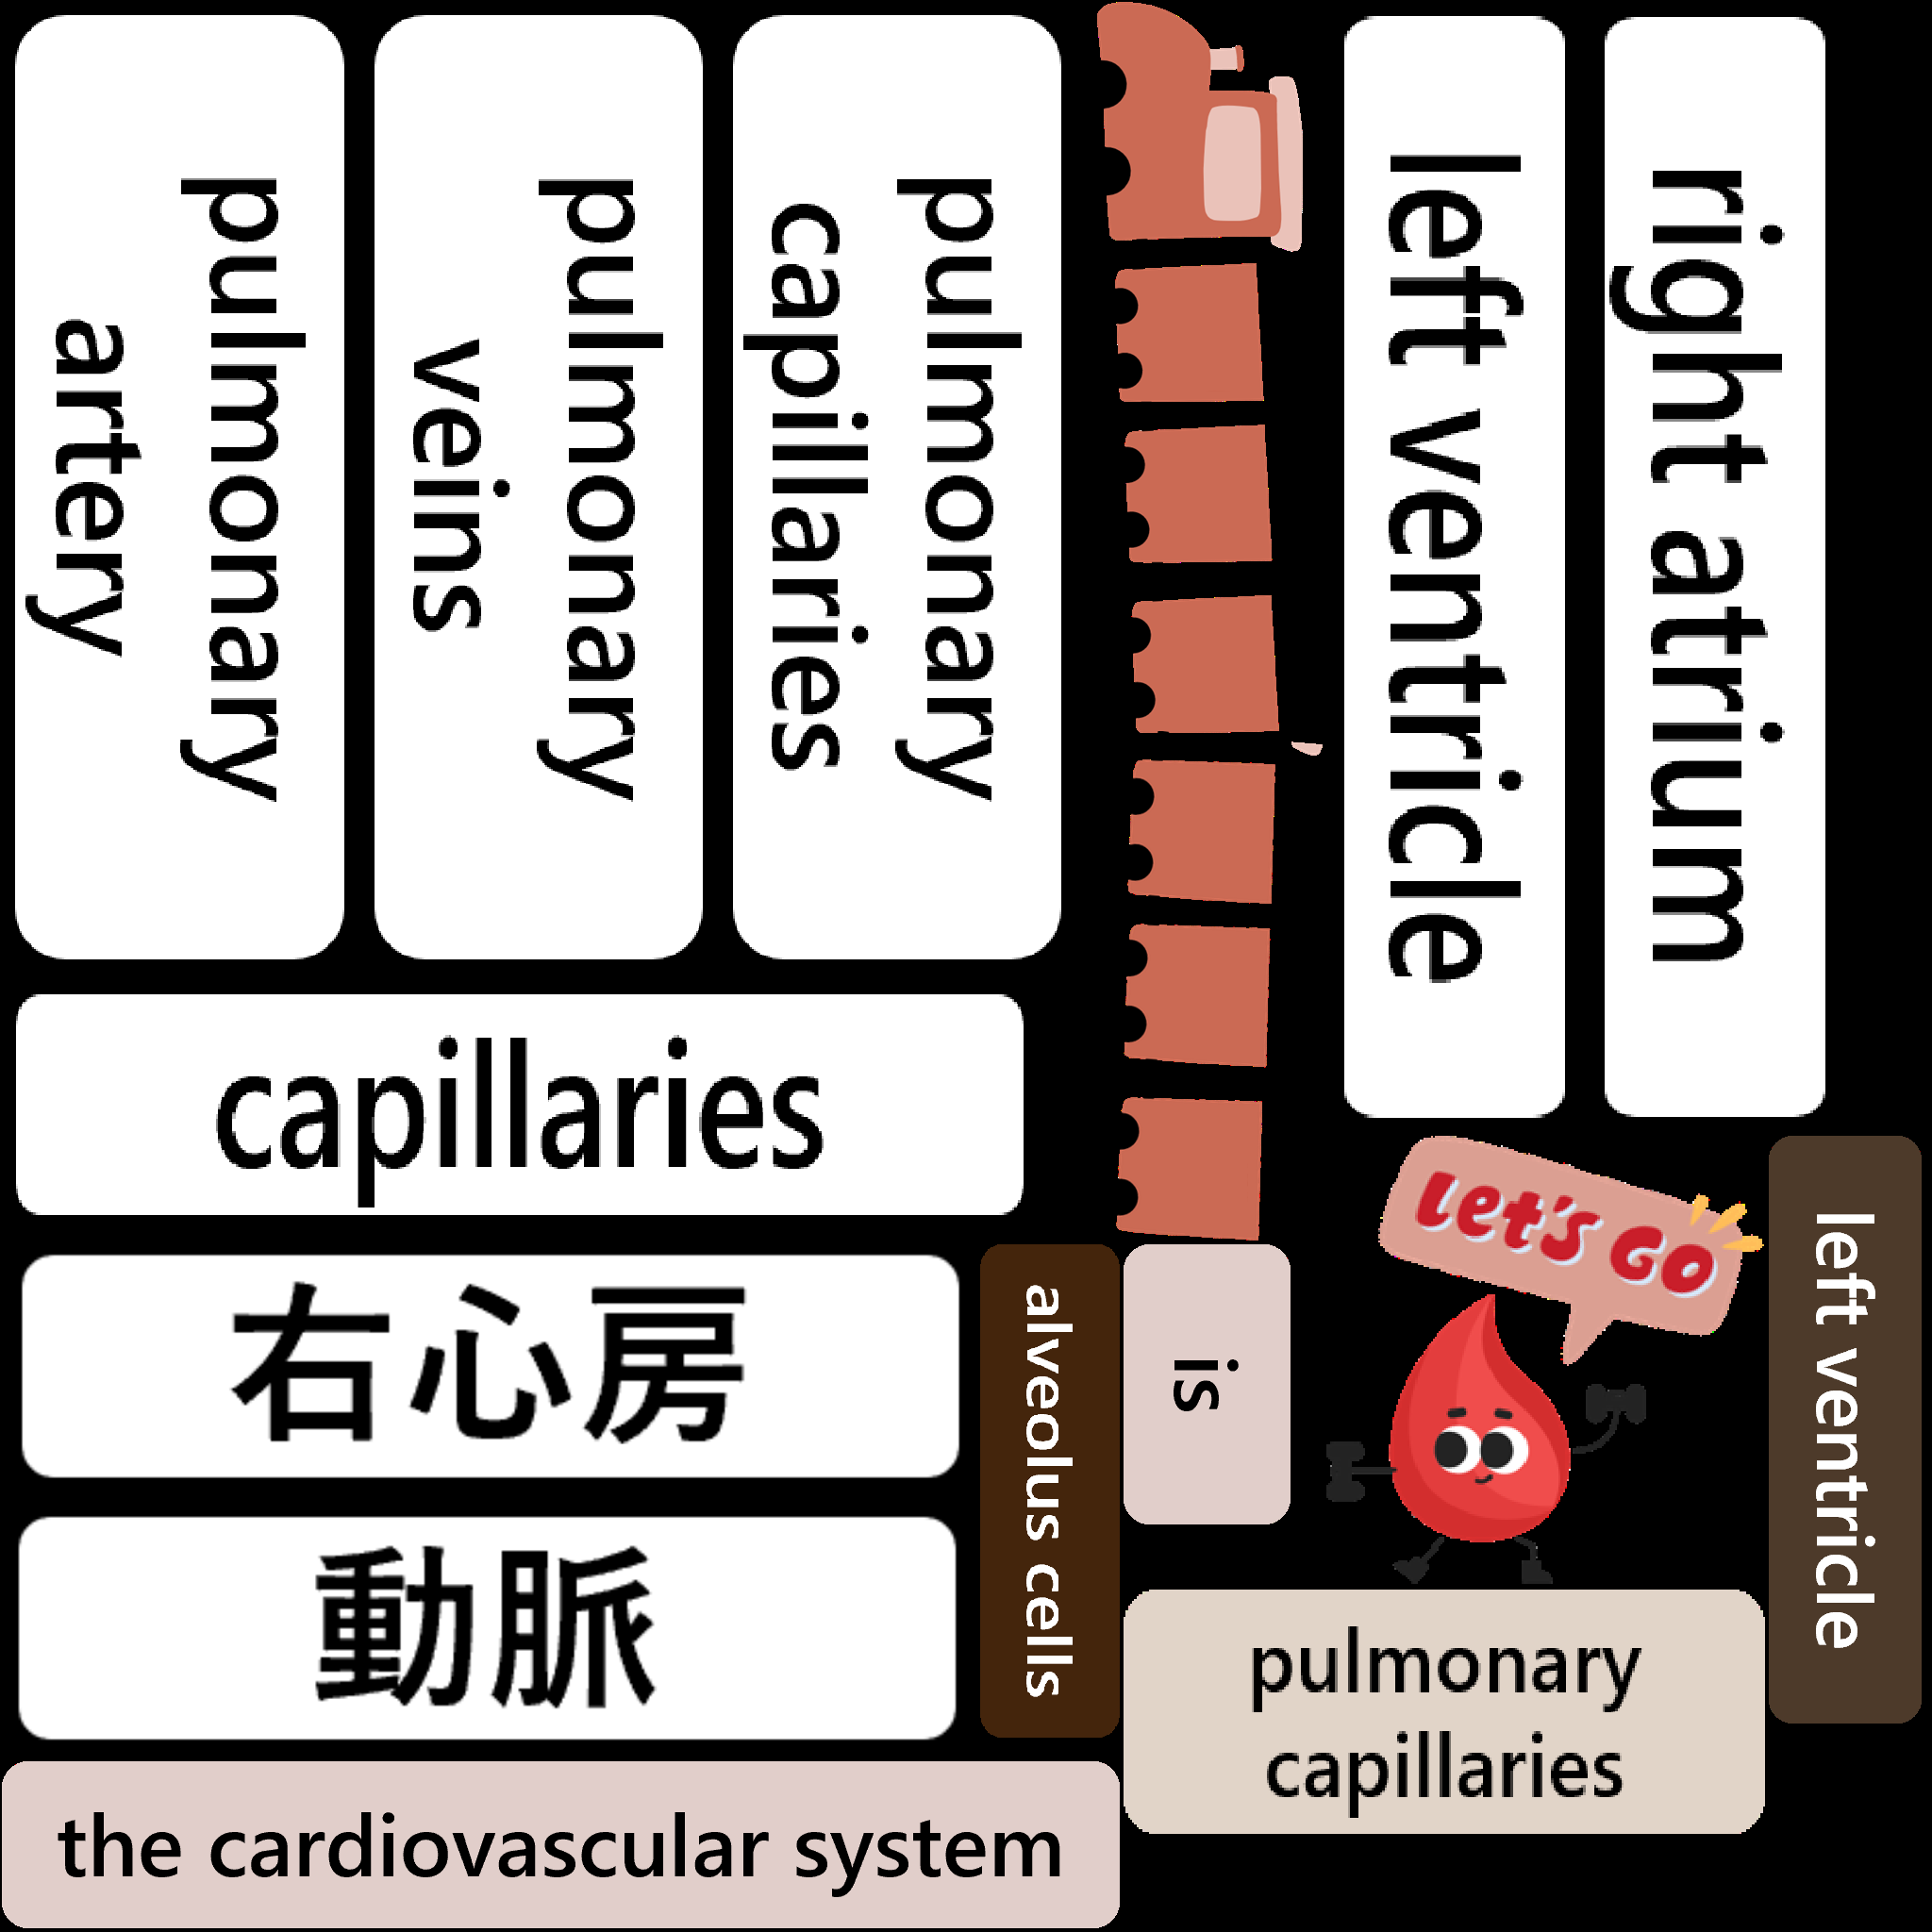 pulmonary
artery
pulmonary
veins
pulmonary
capillaries
left ventricle
right atrium
capillaries
右心房
動脈
alveolus cells
is
LET'S GO
left ventricle
pulmonary
capillaries
the cardiovascular system